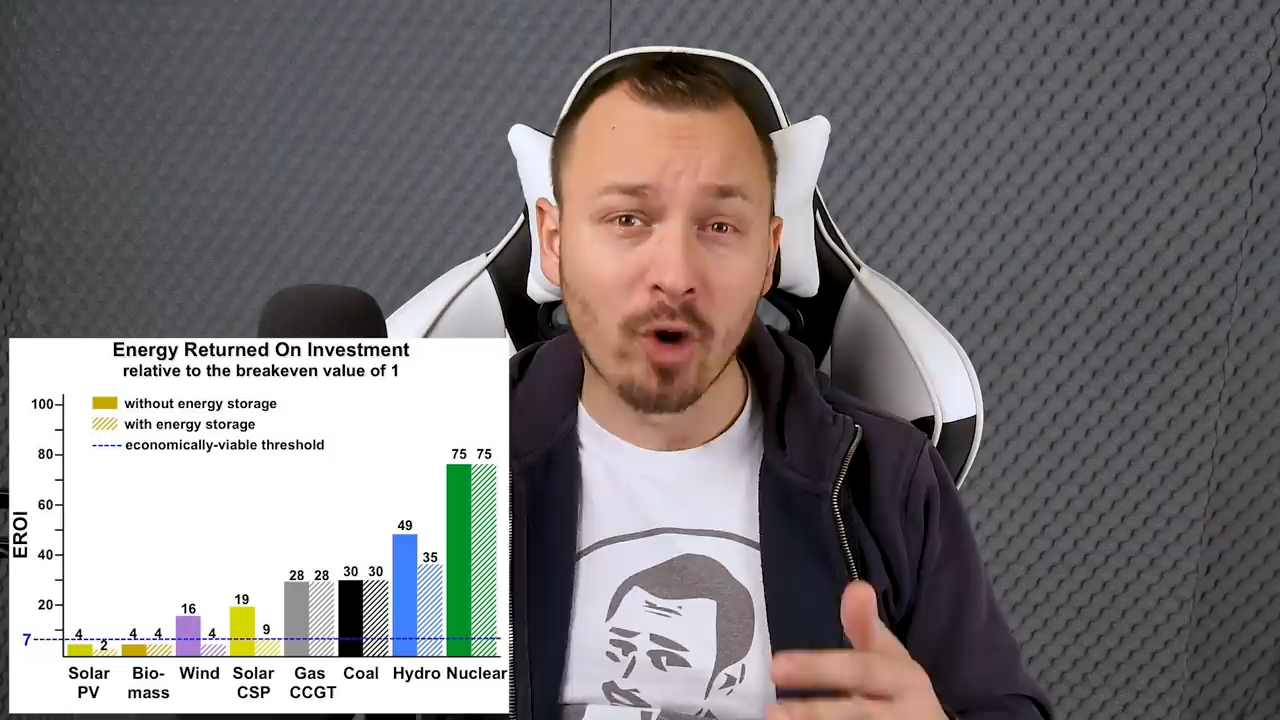 Energy Returned On Investment
relative to the breakeven value of 1
100
without energy storage
with energy storage
economically-viable threshold
80
75 75
60
EROI
49
40
35
28 28 30 30
20
19
16
9
7
4 2 4 4 4
Solar PV
Bio-mass
Wind
Solar CSP
Gas CCGT
Coal
Hydro
Nuclear